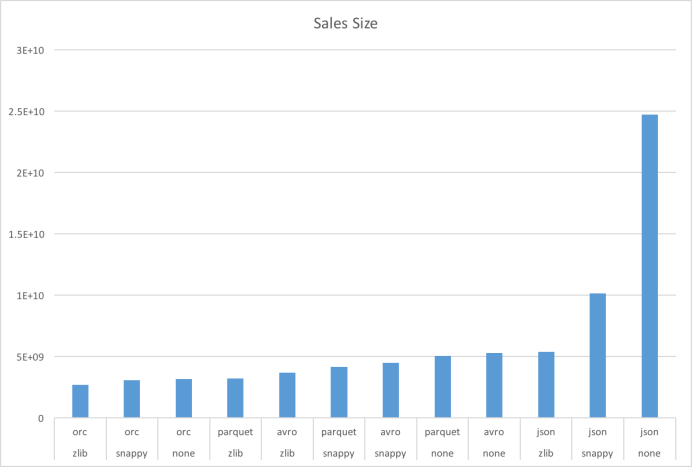 Sales Size
3E+10
2.5E+10
2E+10
1.5E+10
1E+10
5E+09
0
orc orc orc parquet avro parquet avro parquet avro json json json
zlib snappy none zlib zlib snappy snappy none none zlib snappy none